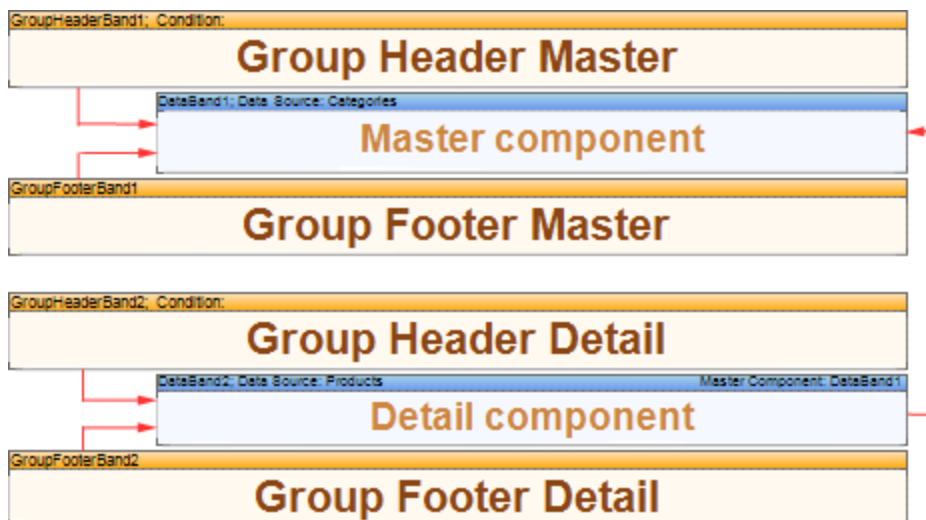 GroupHeaderBand1; Condition:
Group Header Master
DataBand1; Data Source: Categories
Master component
GroupFooterBand1
Group Footer Master
GroupHeaderBand2; Condition:
Group Header Detail
DataBand2; Data Source: Products Master Component: DataBand1
Detail component
GroupFooterBand2
Group Footer Detail